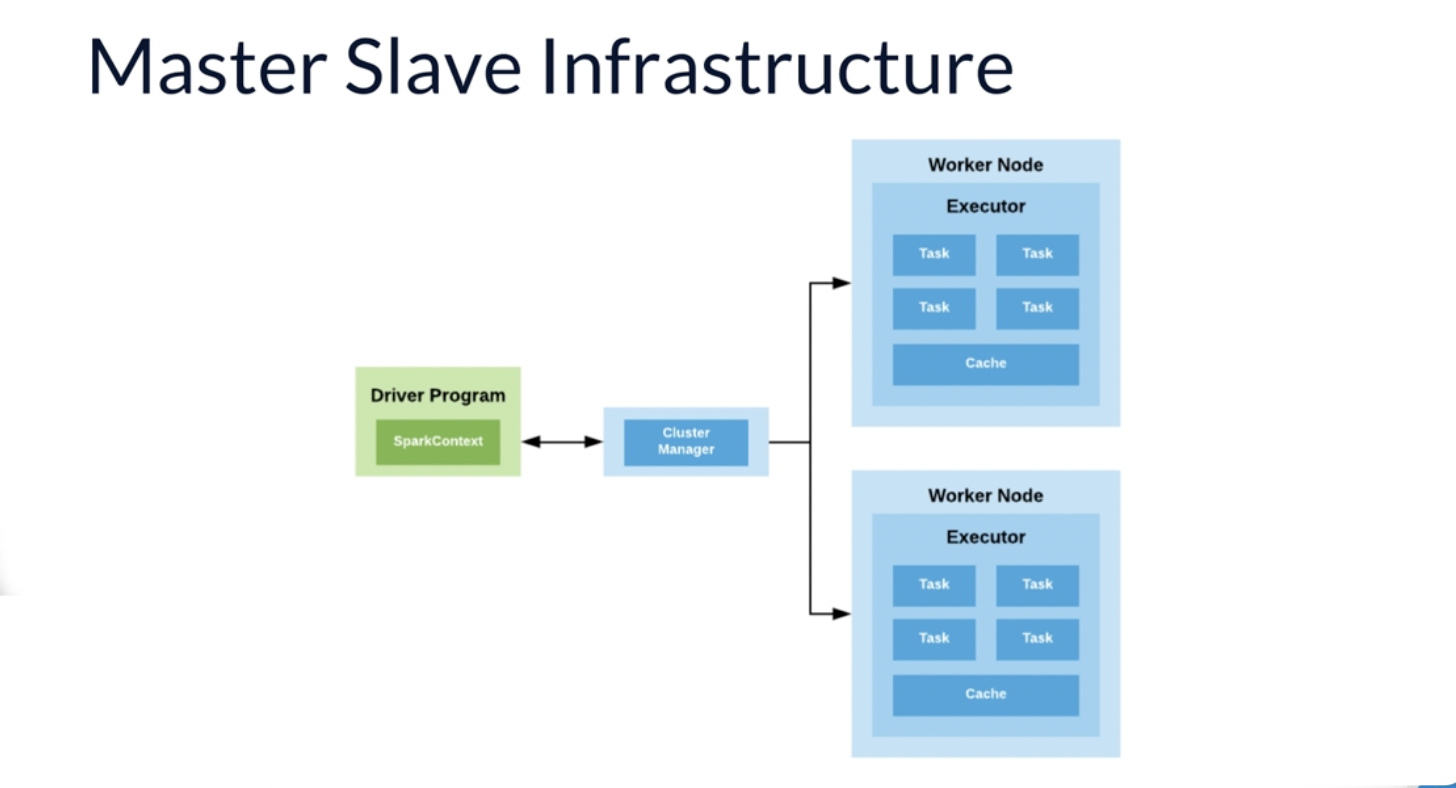 Master Slave Infrastructure
Driver Program
SparkContext
Cluster
Manager
Worker Node
Executor
Task Task
Task Task
Cache
Worker Node
Executor
Task Task
Task Task
Cache